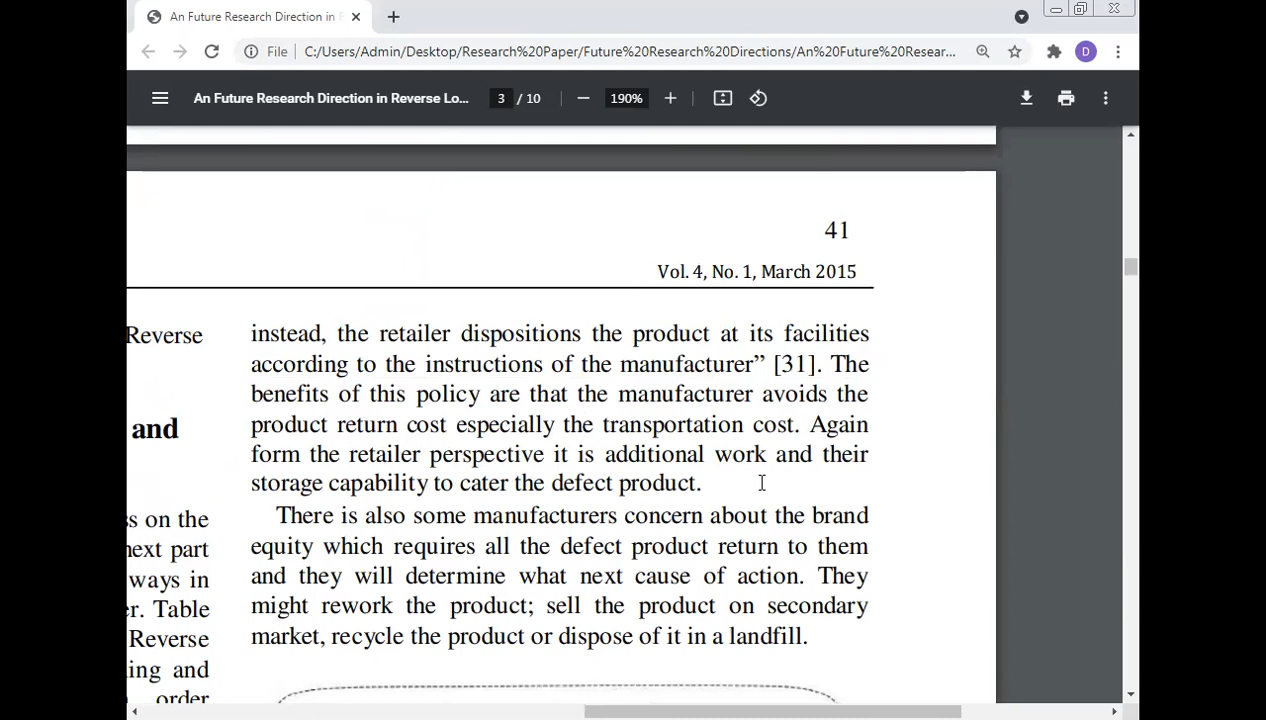 An Future Research Direction in
File
C:/Users/Admin/Desktop/Research%20Paper/Future%20Research%20Directions/An%20Future%20Resear...
D
An Future Research Direction in Reverse Lo...
3 / 10
190%
41
Vol. 4, No. 1, March 2015
Reverse
and
ss on the
next part
ways in
er. Table
Reverse
ing and
order
instead, the retailer dispositions the product at its facilities
according to the instructions of the manufacturer” [31]. The
benefits of this policy are that the manufacturer avoids the
product return cost especially the transportation cost. Again
form the retailer perspective it is additional work and their
storage capability to cater the defect product.
There is also some manufacturers concern about the brand
equity which requires all the defect product return to them
and they will determine what next cause of action. They
might rework the product; sell the product on secondary
market, recycle the product or dispose of it in a landfill.